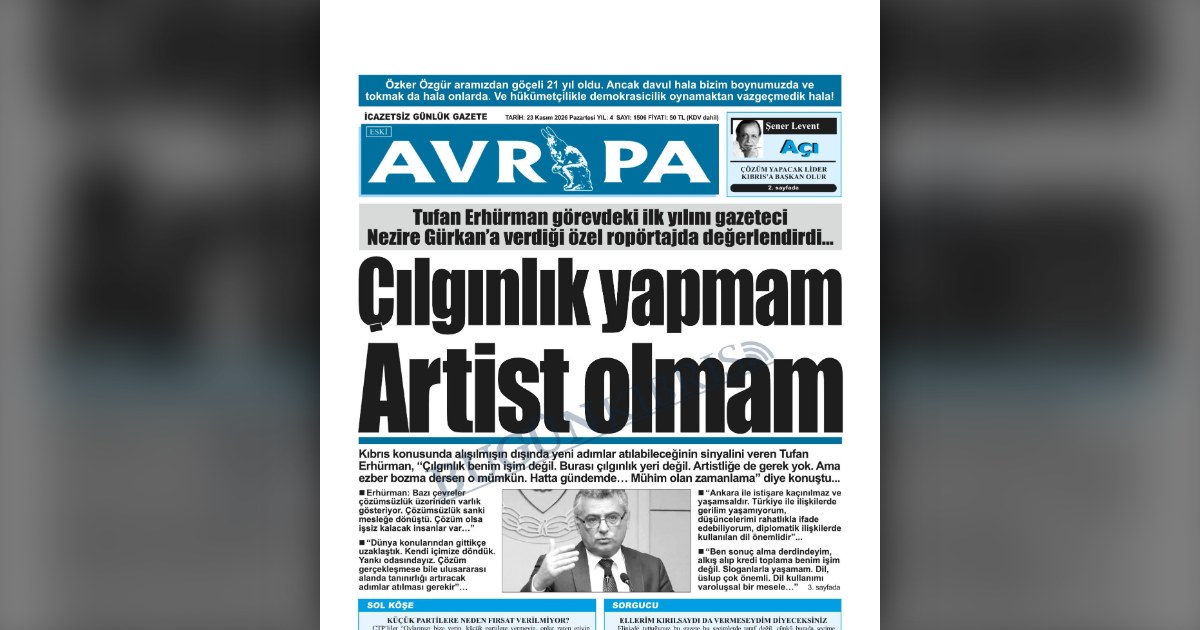 Özker Özgür aramızdan göçeli 21 yıl oldu. Ancak davul hala bizim boynumuzda ve
tokmak da hala onlarda. Ve hükümetçilikle demokrasicilik oynamaktan vazgeçmedik hala!
İCAZETSİZ GÜNLÜK GAZETE
TARİH: 23 Kasım 2026 Pazartesi YIL: 4 SAYI: 1506 FİYATI: 50 TL (KDV dahil)
ESKİ
AVR PA
Şener Levent
Açı
ÇÖZÜM YAPACAK LİDER
KIBRIS'A BAŞKAN OLUR
2. sayfada
Tufan Erhürman görevdeki ilk yılını gazeteci
Nezire Gürkan'a verdiği özel ropörtajda değerlendirdi...
Çılgınlık yapmam
Artist olmam
BUGÜN KIBRIS
Kıbrıs konusunda alışılmışın dışında yeni adımlar atılabileceğinin sinyalini veren Tufan
Erhürman, “Çılgınlık benim işim değil. Burası çılgınlık yeri değil. Artistliğe de gerek yok. Ama
ezber bozma dersen o mümkün. Hatta gündemde… Mühim olan zamanlama” diye konuştu...
■ Erhürman: Bazı çevreler
çözümsüzlük üzerinden varlık
gösteriyor. Çözümsüzlük sanki
mesleğe dönüştü. Çözüm olsa
işsiz kalacak insanlar var…”
■ “Dünya konularından gittikçe
uzaklaştık. Kendi içimize döndük.
Yankı odasındayız. Çözüm
gerçekleşmese bile uluslararası
alanda tanınırlığı artıracak
adımlar atılması gerekir”…
■ “Ankara ile istişare kaçınılmaz ve
yaşamsaldır. Türkiye ile ilişkilerde
gerilim yaşamıyorum,
düşüncelerimi rahatlıkla ifade
edebiliyorum, diplomatik ilişkilerde
kullanılan dil önemlidir”...
■ “Ben sonuç alma derdindeyim,
alkış alıp kredi toplama benim işim
değil. Sloganlarla yaşamam. Dil,
üslup çok önemli. Dil kullanımı
varoluşsal bir mesele…” 3. sayfada
SOL KÖŞE
KÜÇÜK PARTİLERE NEDEN FIRSAT VERİLMİYOR?
SORGUCU
ELLERİM KIRILSAYDI DA VERMESEYDİM DİYECEKSİNİZ